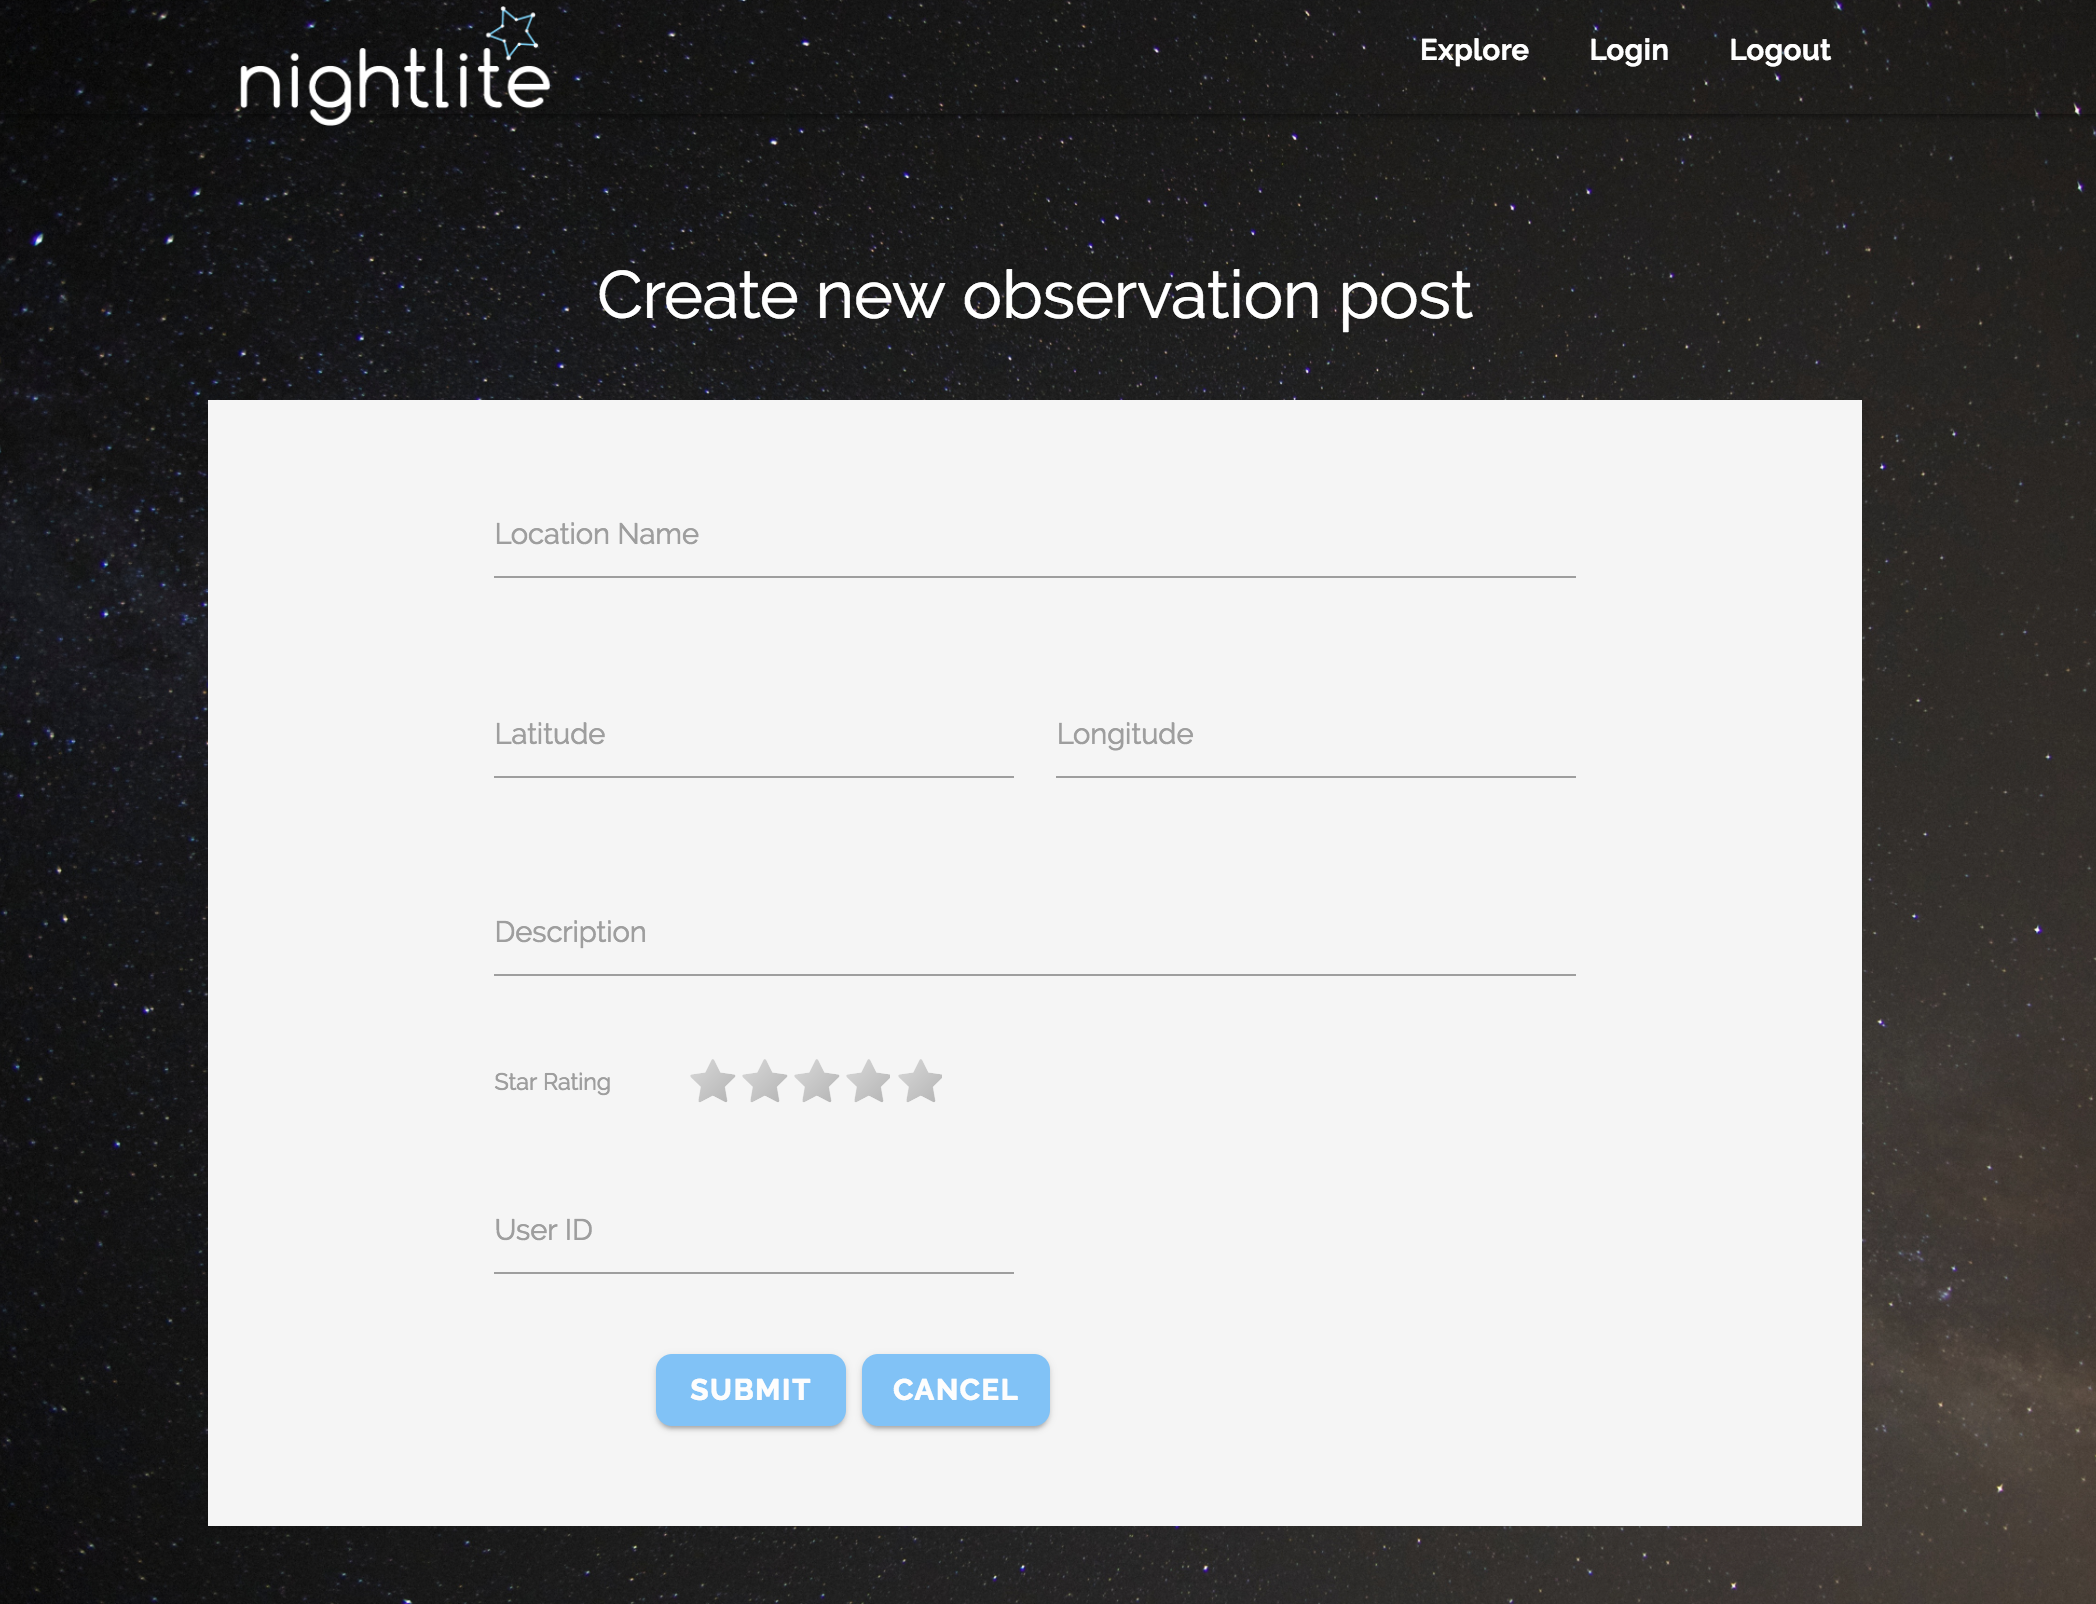 nightlite
Explore Login Logout
Create new observation post
Location Name
Latitude Longitude
Description
Star Rating
User ID
SUBMIT CANCEL